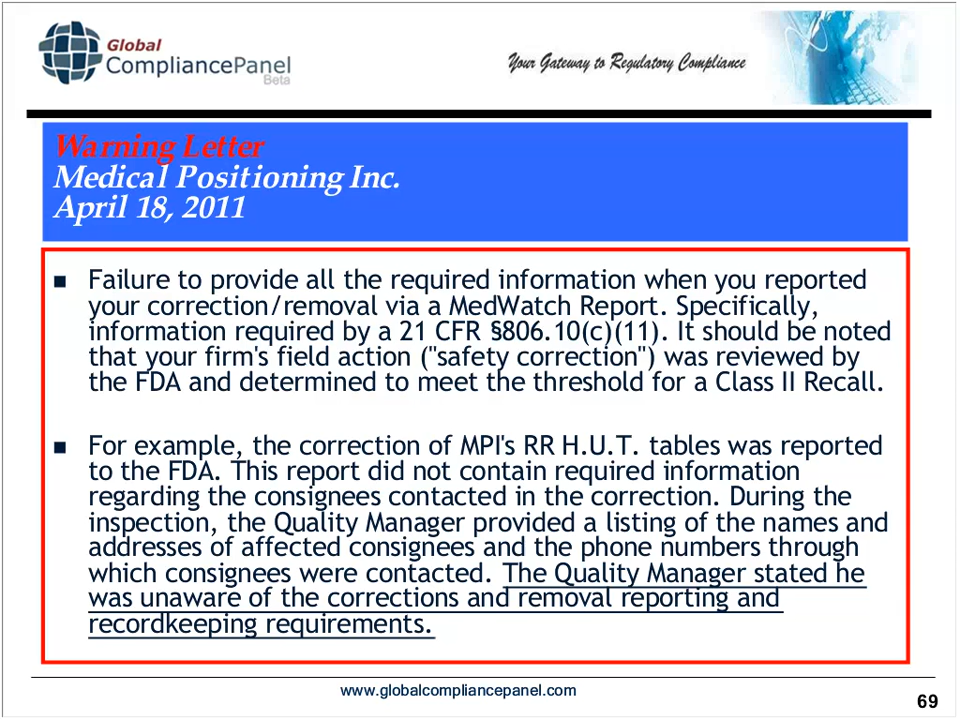 Global
CompliancePanel
Beta
Your Gateway to Regulatory Compliance
Warning Letter
Medical Positioning Inc.
April 18, 2011
■ Failure to provide all the required information when you reported
your correction/removal via a MedWatch Report. Specifically,
information required by a 21 CFR §806.10(c)(11). It should be noted
that your firm's field action ("safety correction") was reviewed by
the FDA and determined to meet the threshold for a Class II Recall.
■ For example, the correction of MPI's RR H.U.T. tables was reported
to the FDA. This report did not contain required information
regarding the consignees contacted in the correction. During the
inspection, the Quality Manager provided a listing of the names and
addresses of affected consignees and the phone numbers through
which consignees were contacted. The Quality Manager stated he
was unaware of the corrections and removal reporting and
recordkeeping requirements.
www.globalcompliancepanel.com
69